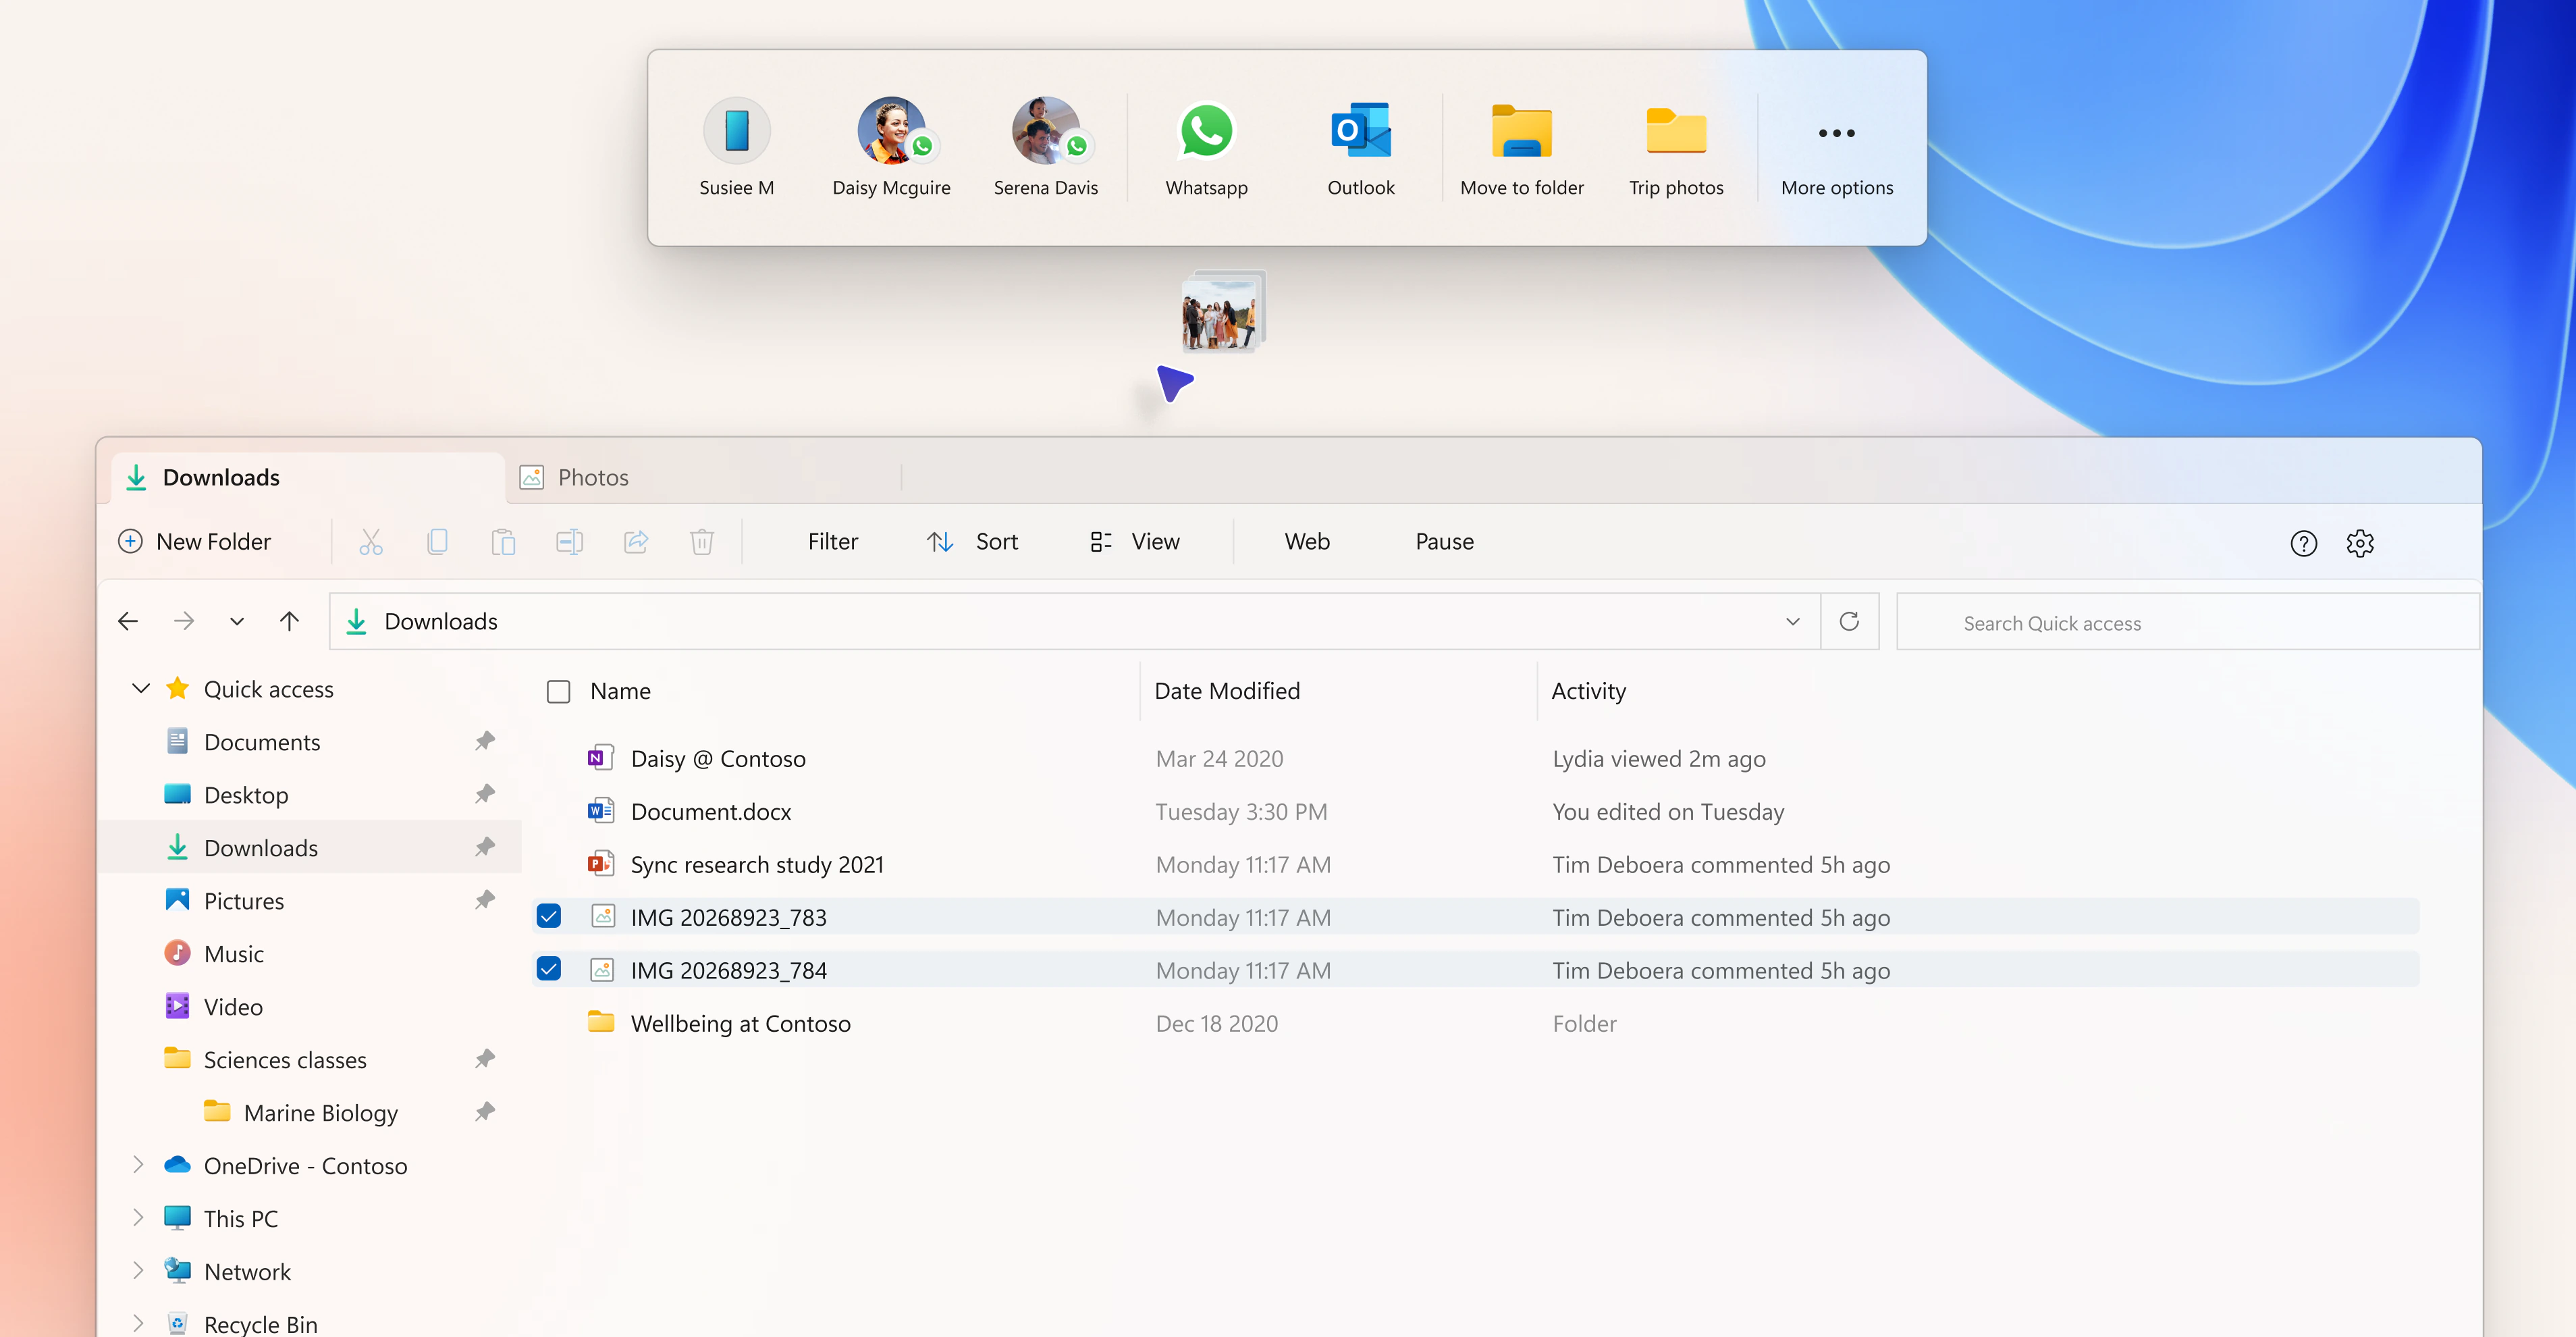 Susiee M
Daisy Mcguire
Serena Davis
Whatsapp
Outlook
Move to folder
Trip photos
More options
Downloads
Photos
New Folder
Filter
Sort
View
Web
Pause
Downloads
Search Quick access
Quick access
Documents
Desktop
Downloads
Pictures
Music
Video
Sciences classes
Marine Biology
OneDrive - Contoso
This PC
Network
Recycle Bin
Name Date Modified Activity
Daisy @ Contoso Mar 24 2020 Lydia viewed 2m ago
Document.docx Tuesday 3:30 PM You edited on Tuesday
Sync research study 2021 Monday 11:17 AM Tim Deboera commented 5h ago
IMG 20268923_783 Monday 11:17 AM Tim Deboera commented 5h ago
IMG 20268923_784 Monday 11:17 AM Tim Deboera commented 5h ago
Wellbeing at Contoso Dec 18 2020 Folder